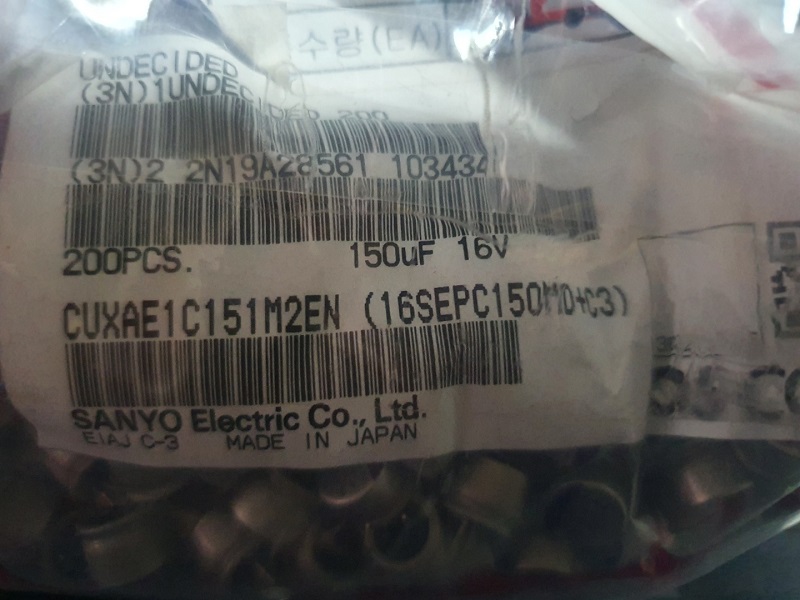 수량(EA)
UNDECIDED
(3N)1UNDECIDED 200
(3N)2 2N19A28561 103434
200PCS. 150uF 16V
CUXAE1C151M2EN (16SEPC150MD+C3)
SANYO Electric Co., Ltd.
EIAJ C-3 MADE IN JAPAN